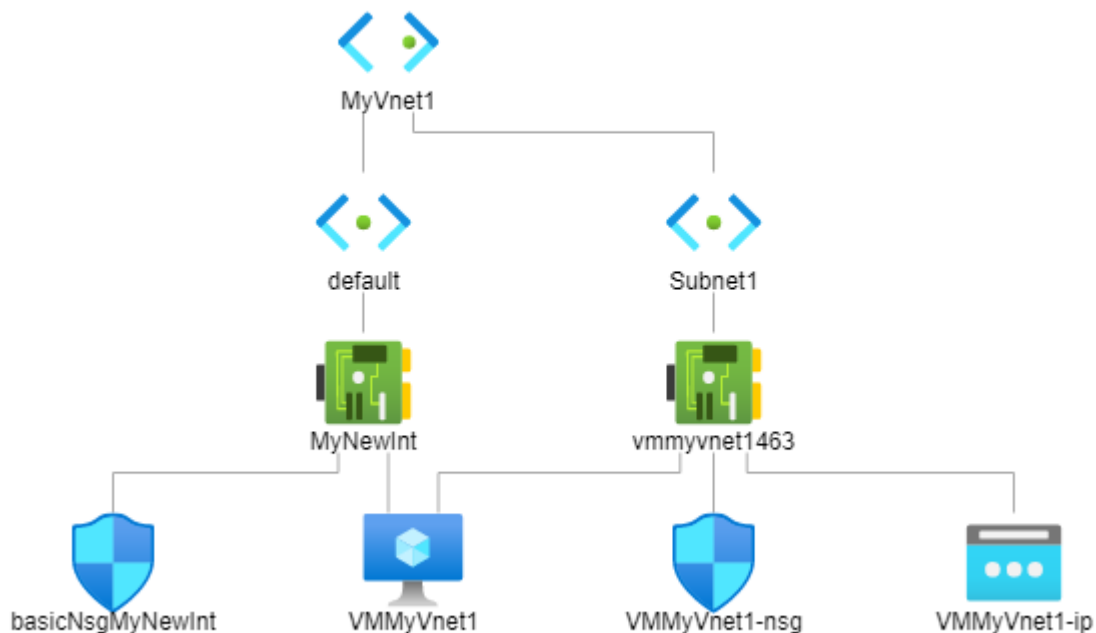 MyVnet1
default
Subnet1
MyNewInt
vmmyvnet1463
basicNsgMyNewInt
VMMyVnet1
VMMyVnet1-nsg
VMMyVnet1-ip